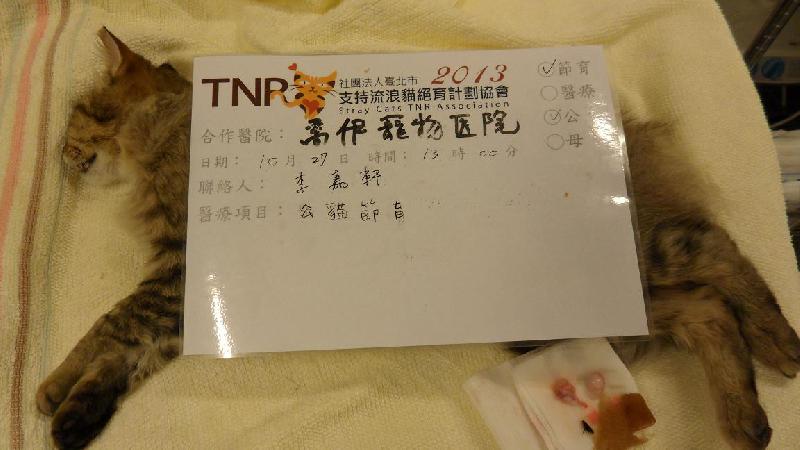 TNR 社團法人臺北市 2013
支持流浪貓絕育計劃協會
Stray Cats TNR Association
合作醫院： 喬伊寵物医院
日期： 10月 29日 時間： 13時 00分
聯絡人： 李嘉軒
醫療項目： 公貓節育
節育
醫療
公
母